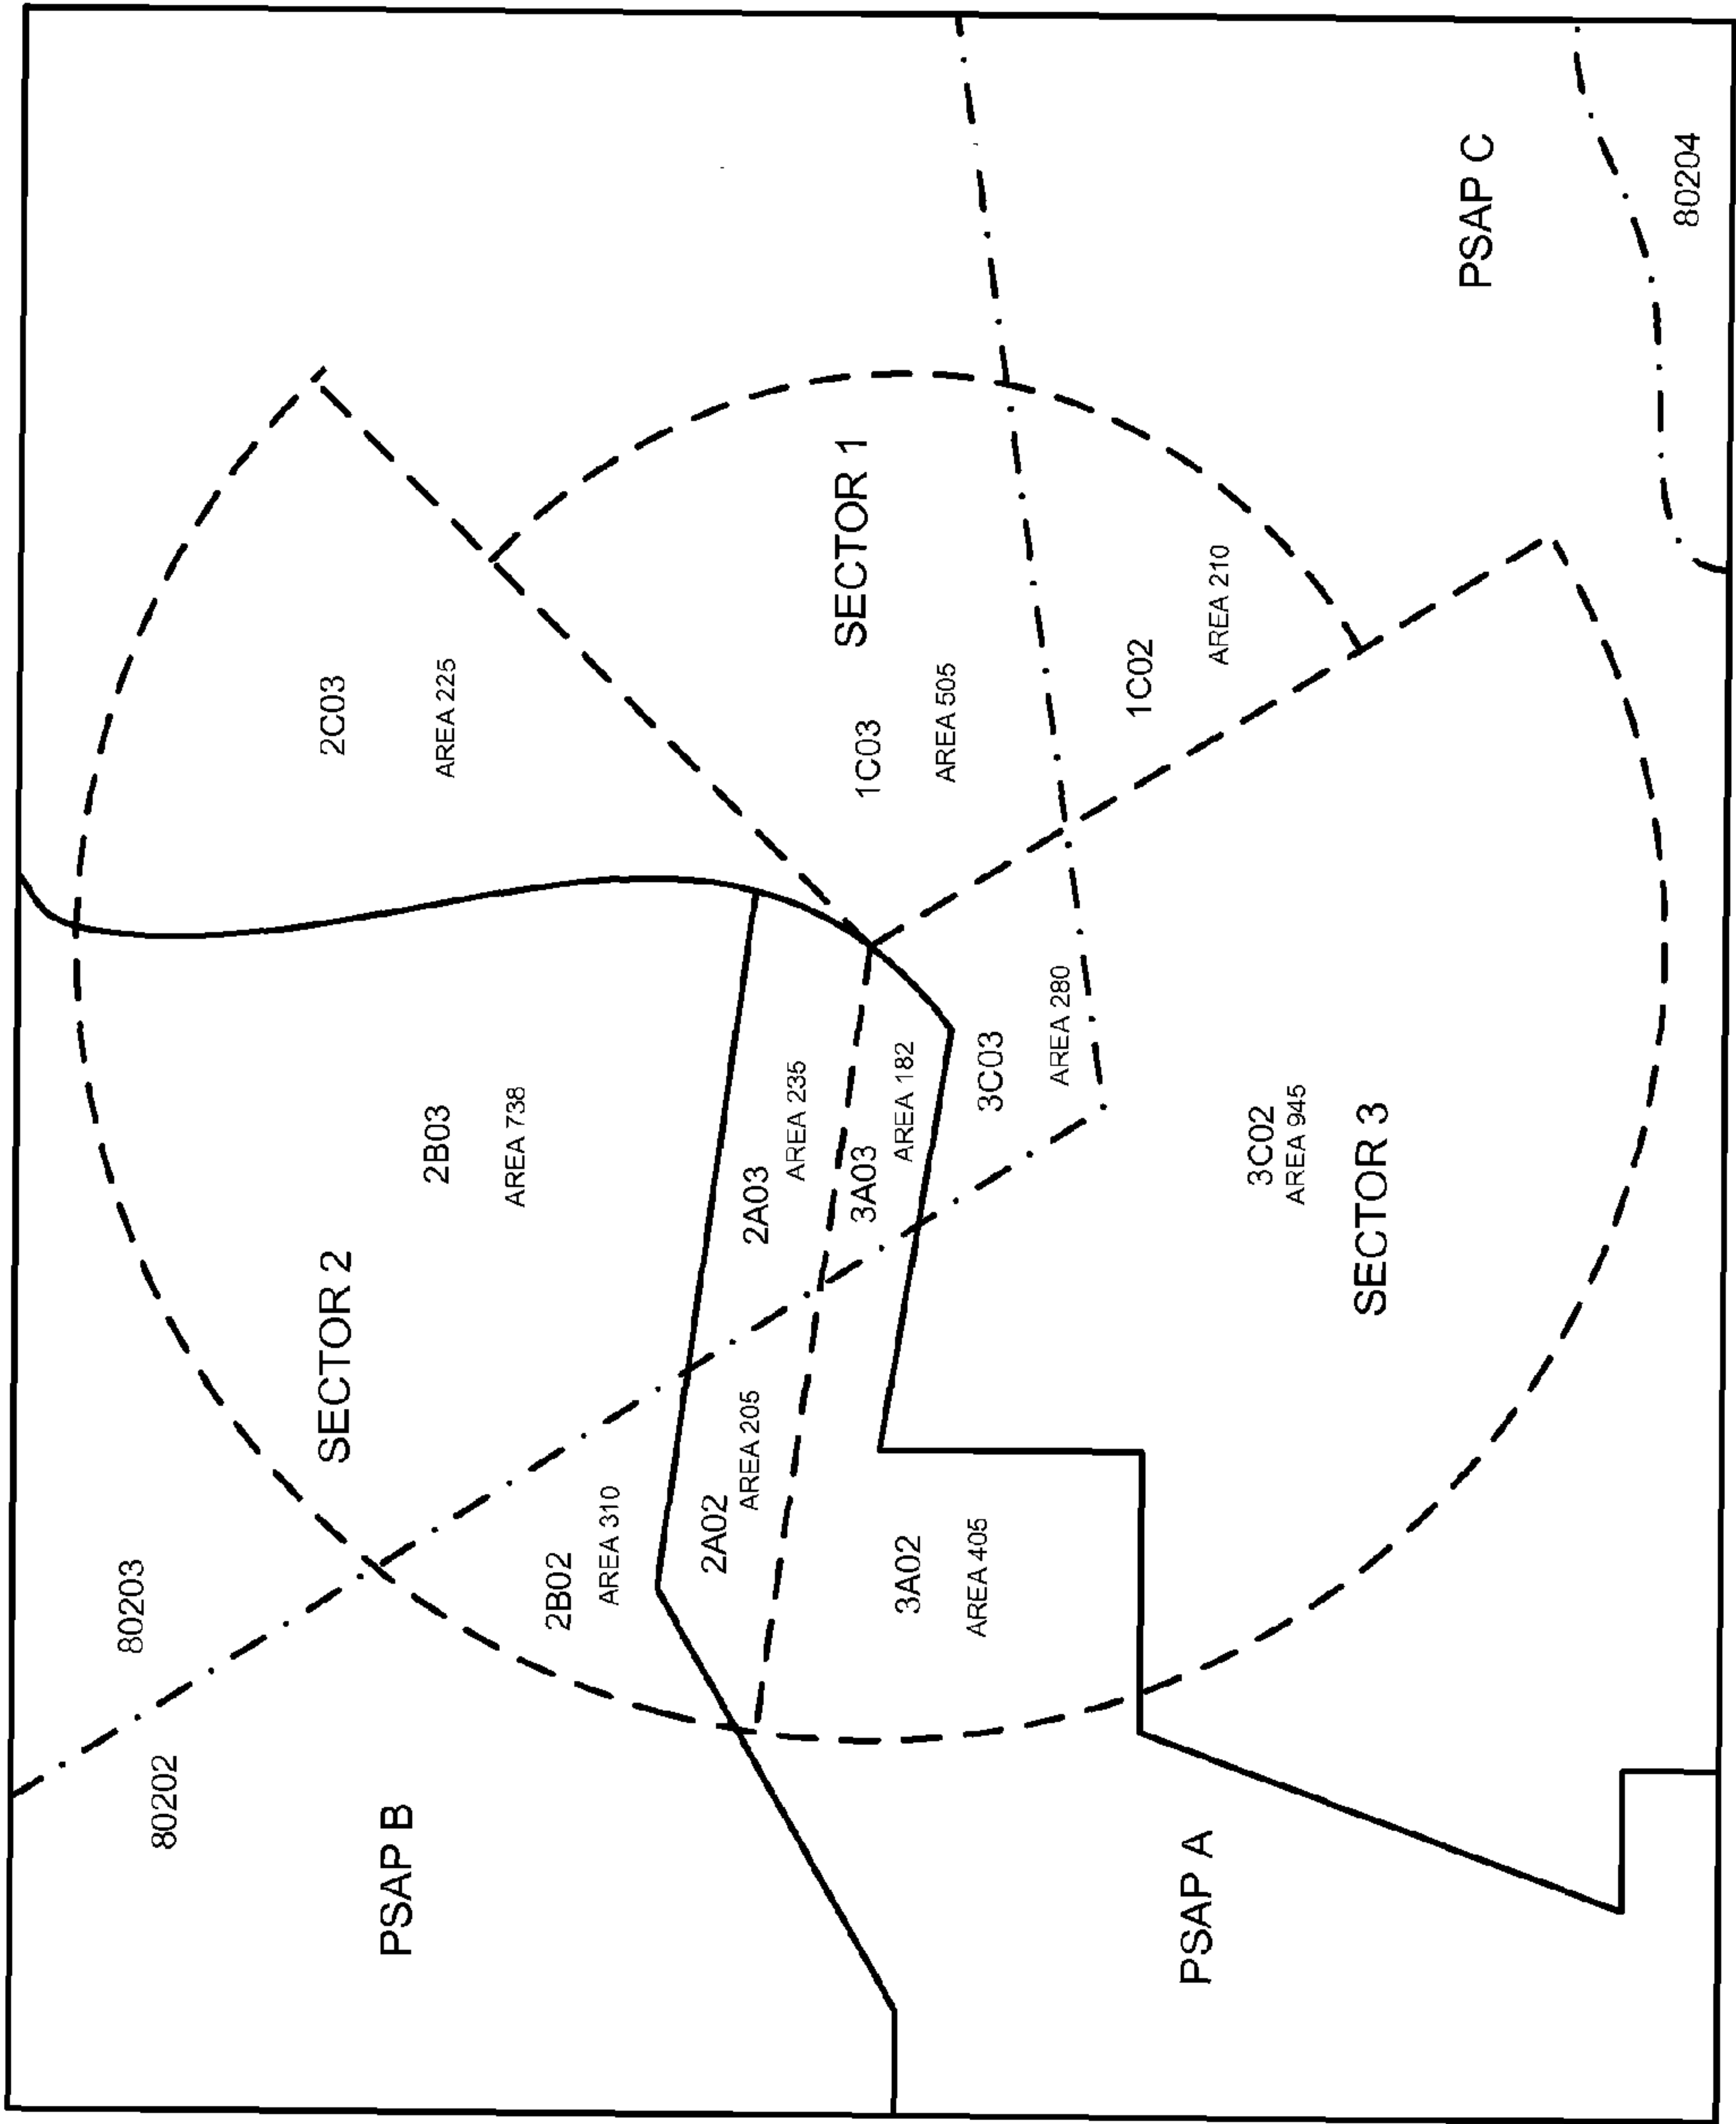 80202
80203
PSAP B
SECTOR 2
2C03
AREA 225
2B03
AREA 738
2B02
AREA 310
2A02
AREA 205
2A03
AREA 235
SECTOR 1
1C03
AREA 505
3A03
AREA 182
3A02
AREA 405
3C03
AREA 280
1C02
AREA 210
PSAP A
3C02
AREA 945
SECTOR 3
PSAP C
80204